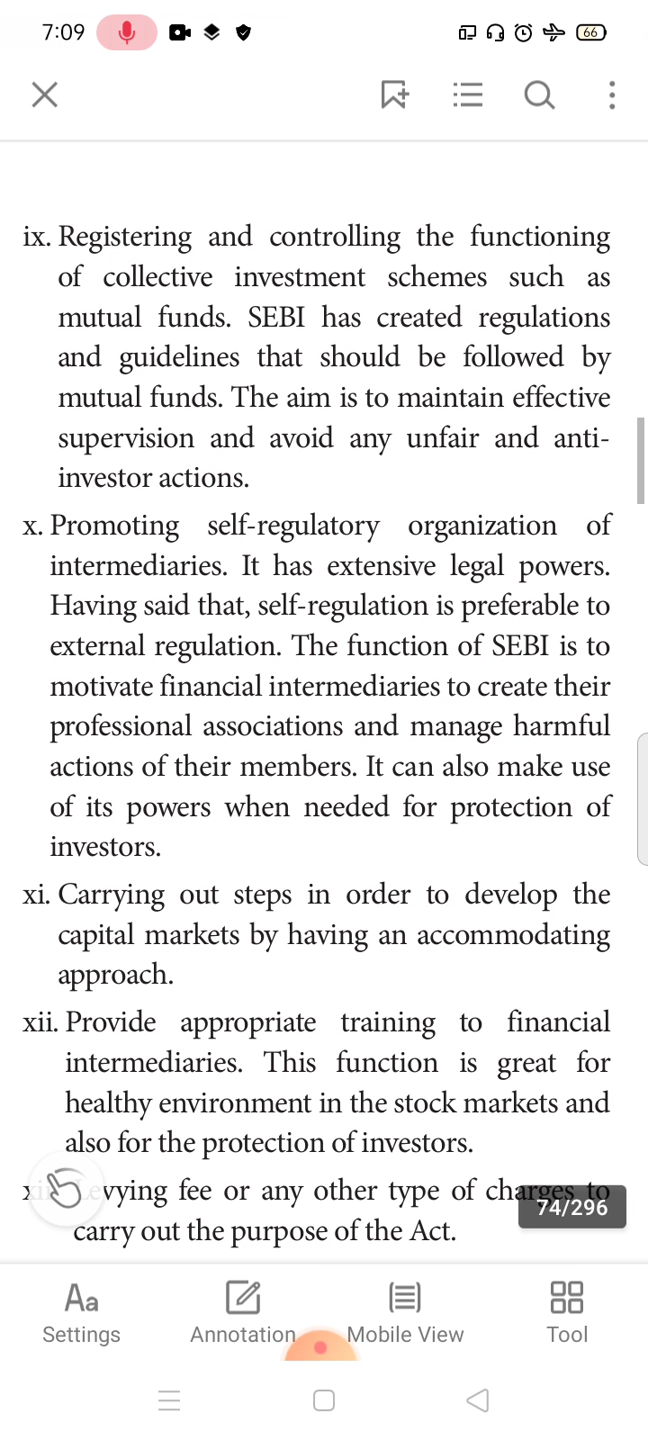 7:09
66
ix. Registering and controlling the functioning
of collective investment schemes such as
mutual funds. SEBI has created regulations
and guidelines that should be followed by
mutual funds. The aim is to maintain effective
supervision and avoid any unfair and anti-
investor actions.
x. Promoting self-regulatory organization of
intermediaries. It has extensive legal powers.
Having said that, self-regulation is preferable to
external regulation. The function of SEBI is to
motivate financial intermediaries to create their
professional associations and manage harmful
actions of their members. It can also make use
of its powers when needed for protection of
investors.
xi. Carrying out steps in order to develop the
capital markets by having an accommodating
approach.
xii. Provide appropriate training to financial
intermediaries. This function is great for
healthy environment in the stock markets and
also for the protection of investors.
fee or any other type of charges to
74/296
carry out the purpose of the Act.
Aa
Settings Annotation Mobile View Tool